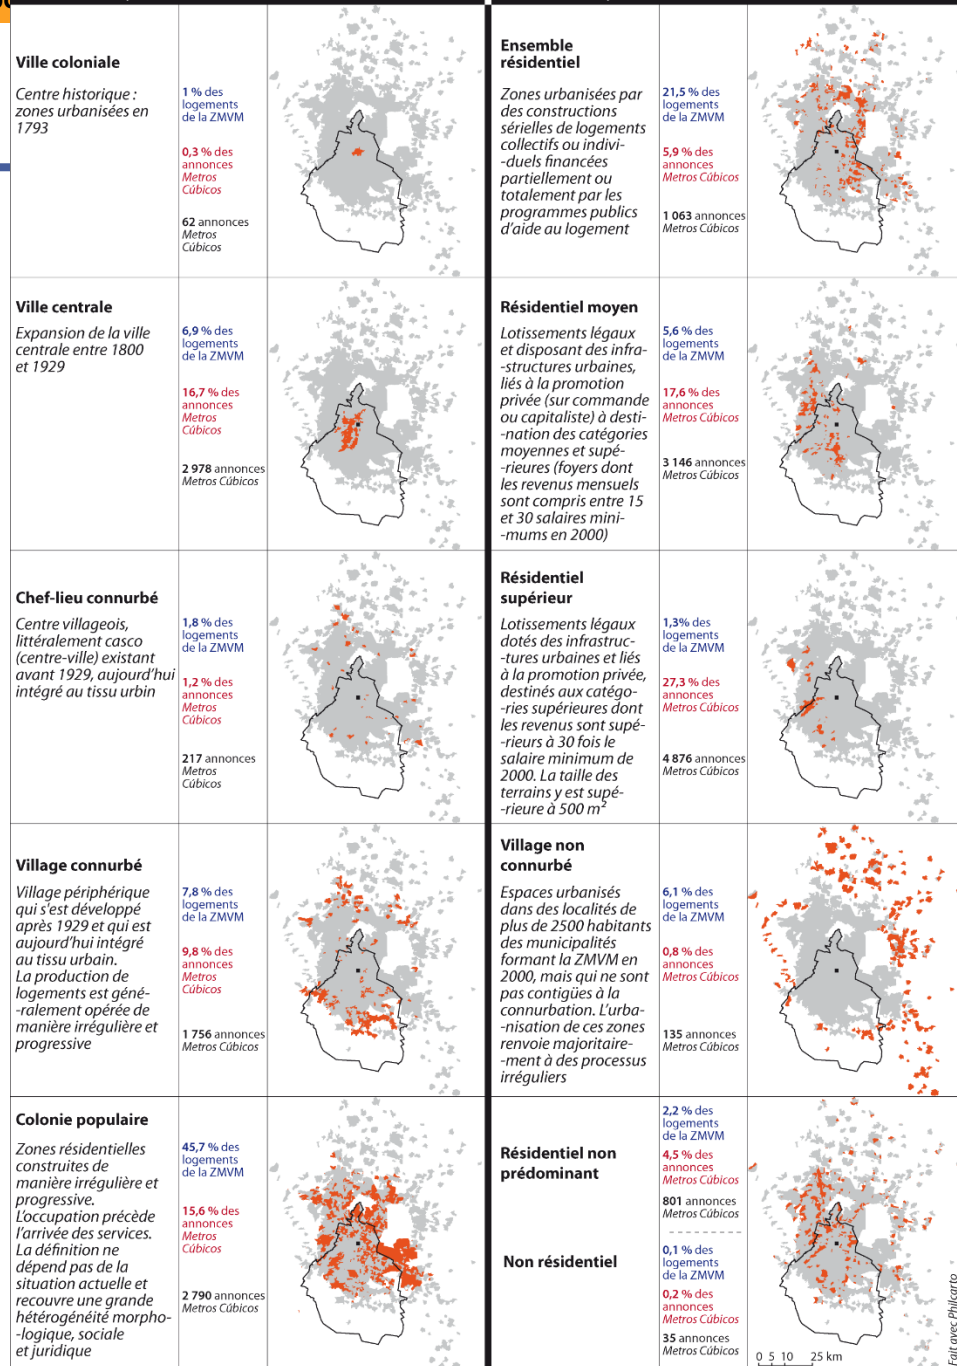 Ville coloniale
Centre historique :
zones urbanisées en
1793
1 % des
logements
de la ZMVM
0,3 % des
annonces
Metros
Cúbicos
62 annonces
Metros
Cúbicos
Ensemble
résidentiel
Zones urbanisées par
des constructions
sérielles de logements
collectifs ou indivi-
-duels financées
partiellement ou
totalement par les
programmes publics
d’aide au logement
21,5 % des
logements
de la ZMVM
5,9 % des
annonces
Metros Cúbicos
1 063 annonces
Metros Cúbicos
Ville centrale
Expansion de la ville
centrale entre 1800
et 1929
6,9 % des
logements
de la ZMVM
16,7 % des
annonces
Metros
Cúbicos
2 978 annonces
Metros Cúbicos
Résidentiel moyen
Lotissements légaux
et disposant des infra-
-structures urbaines,
liés à la promotion
privée (sur commande
ou capitaliste) à desti-
-nation des catégories
moyennes et supé-
-rieures (foyers dont
les revenus mensuels
sont compris entre 15
et 30 salaires mini-
-mums en 2000)
5,6 % des
logements
de la ZMVM
17,6 % des
annonces
Metros Cúbicos
3 146 annonces
Metros Cúbicos
Chef-lieu connurbé
Centre villageois,
littéralement casco
(centre-ville) existant
avant 1929, aujourd’hui
intégré au tissu urbin
1,8 % des
logements
de la ZMVM
1,2 % des
annonces
Metros
Cúbicos
217 annonces
Metros
Cúbicos
Résidentiel
supérieur
Lotissements légaux
dotés des infrastruc-
-tures urbaines et liés
à la promotion privée,
destinés aux catégo-
-ries supérieures dont
les revenus sont supé-
-rieurs à 30 fois le
salaire minimum de
2000. La taille des
terrains y est supé-
-rieure à 500 m²
1,3% des
logements
de la ZMVM
27,3 % des
annonces
Metros Cúbicos
4 876 annonces
Metros Cúbicos
Village connurbé
Village périphérique
qui s’est développé
après 1929 et qui est
aujourd’hui intégré
au tissu urbain.
La production de
logements est géné-
-ralement opérée de
manière irrégulière et
progressive
7,8 % des
logements
de la ZMVM
9,8 % des
annonces
Metros
Cúbicos
1 756 annonces
Metros Cúbicos
Village non
connurbé
Espaces urbanisés
dans des localités de
plus de 2500 habitants
des municipalités
formant la ZMVM en
2000, mais qui ne sont
pas contigües à la
connurbation. L’urba-
-nisation de ces zones
renvoie majoritaire-
-ment à des processus
irréguliers
6,1 % des
logements
de la ZMVM
0,8 % des
annonces
Metros Cúbicos
135 annonces
Metros Cúbicos
Colonie populaire
Zones résidentielles
construites de
manière irrégulière et
progressive.
L’occupation précède
l’arrivée des services.
La définition ne
dépend pas de la
situation actuelle et
recouvre une grande
hétérogénéité morpho-
-logique, sociale
et juridique
45,7 % des
logements
de la ZMVM
15,6 % des
annonces
Metros
Cúbicos
2 790 annonces
Metros Cúbicos
Résidentiel non
prédominant
2,2 % des
logements
de la ZMVM
4,5 % des
annonces
Metros Cúbicos
801 annonces
Metros Cúbicos
Non résidentiel
0,1 % des
logements
de la ZMVM
0,2 % des
annonces
Metros Cúbicos
35 annonces
Metros Cúbicos
0 5 10 25 km
Fait avec Philcarto